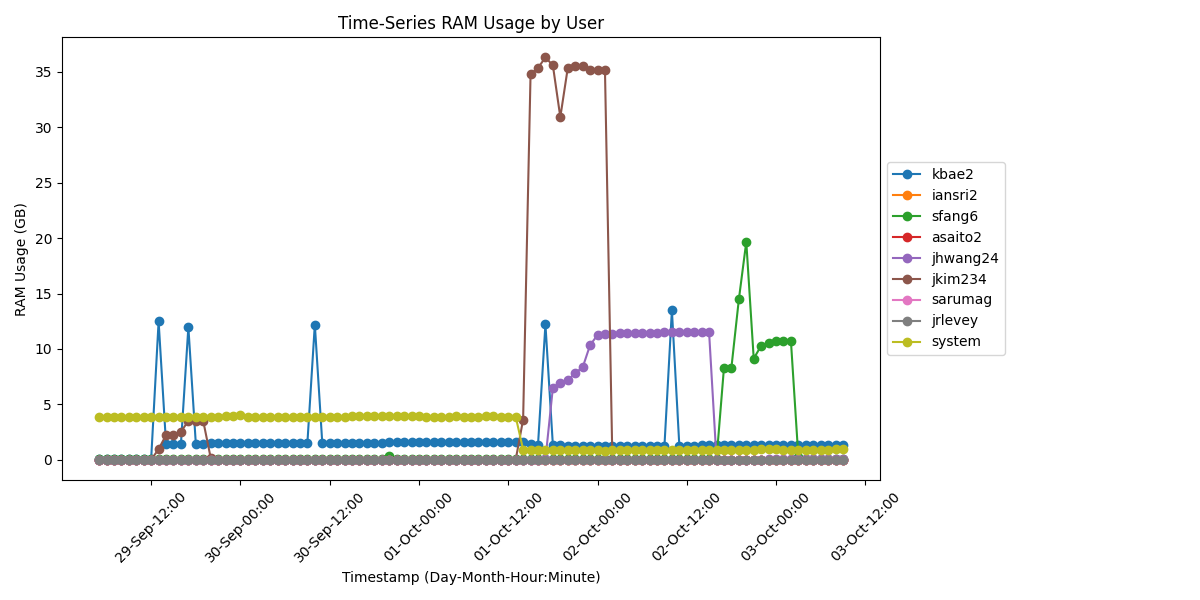 Time-Series RAM Usage by User
RAM Usage (GB)
35
30
25
20
15
10
5
0
29-Sep-12:00
30-Sep-00:00
30-Sep-12:00
01-Oct-00:00
01-Oct-12:00
02-Oct-00:00
02-Oct-12:00
03-Oct-00:00
03-Oct-12:00
Timestamp (Day-Month-Hour:Minute)
kbae2
iansri2
sfang6
asaito2
jhwang24
jkim234
sarumag
jrlevey
system